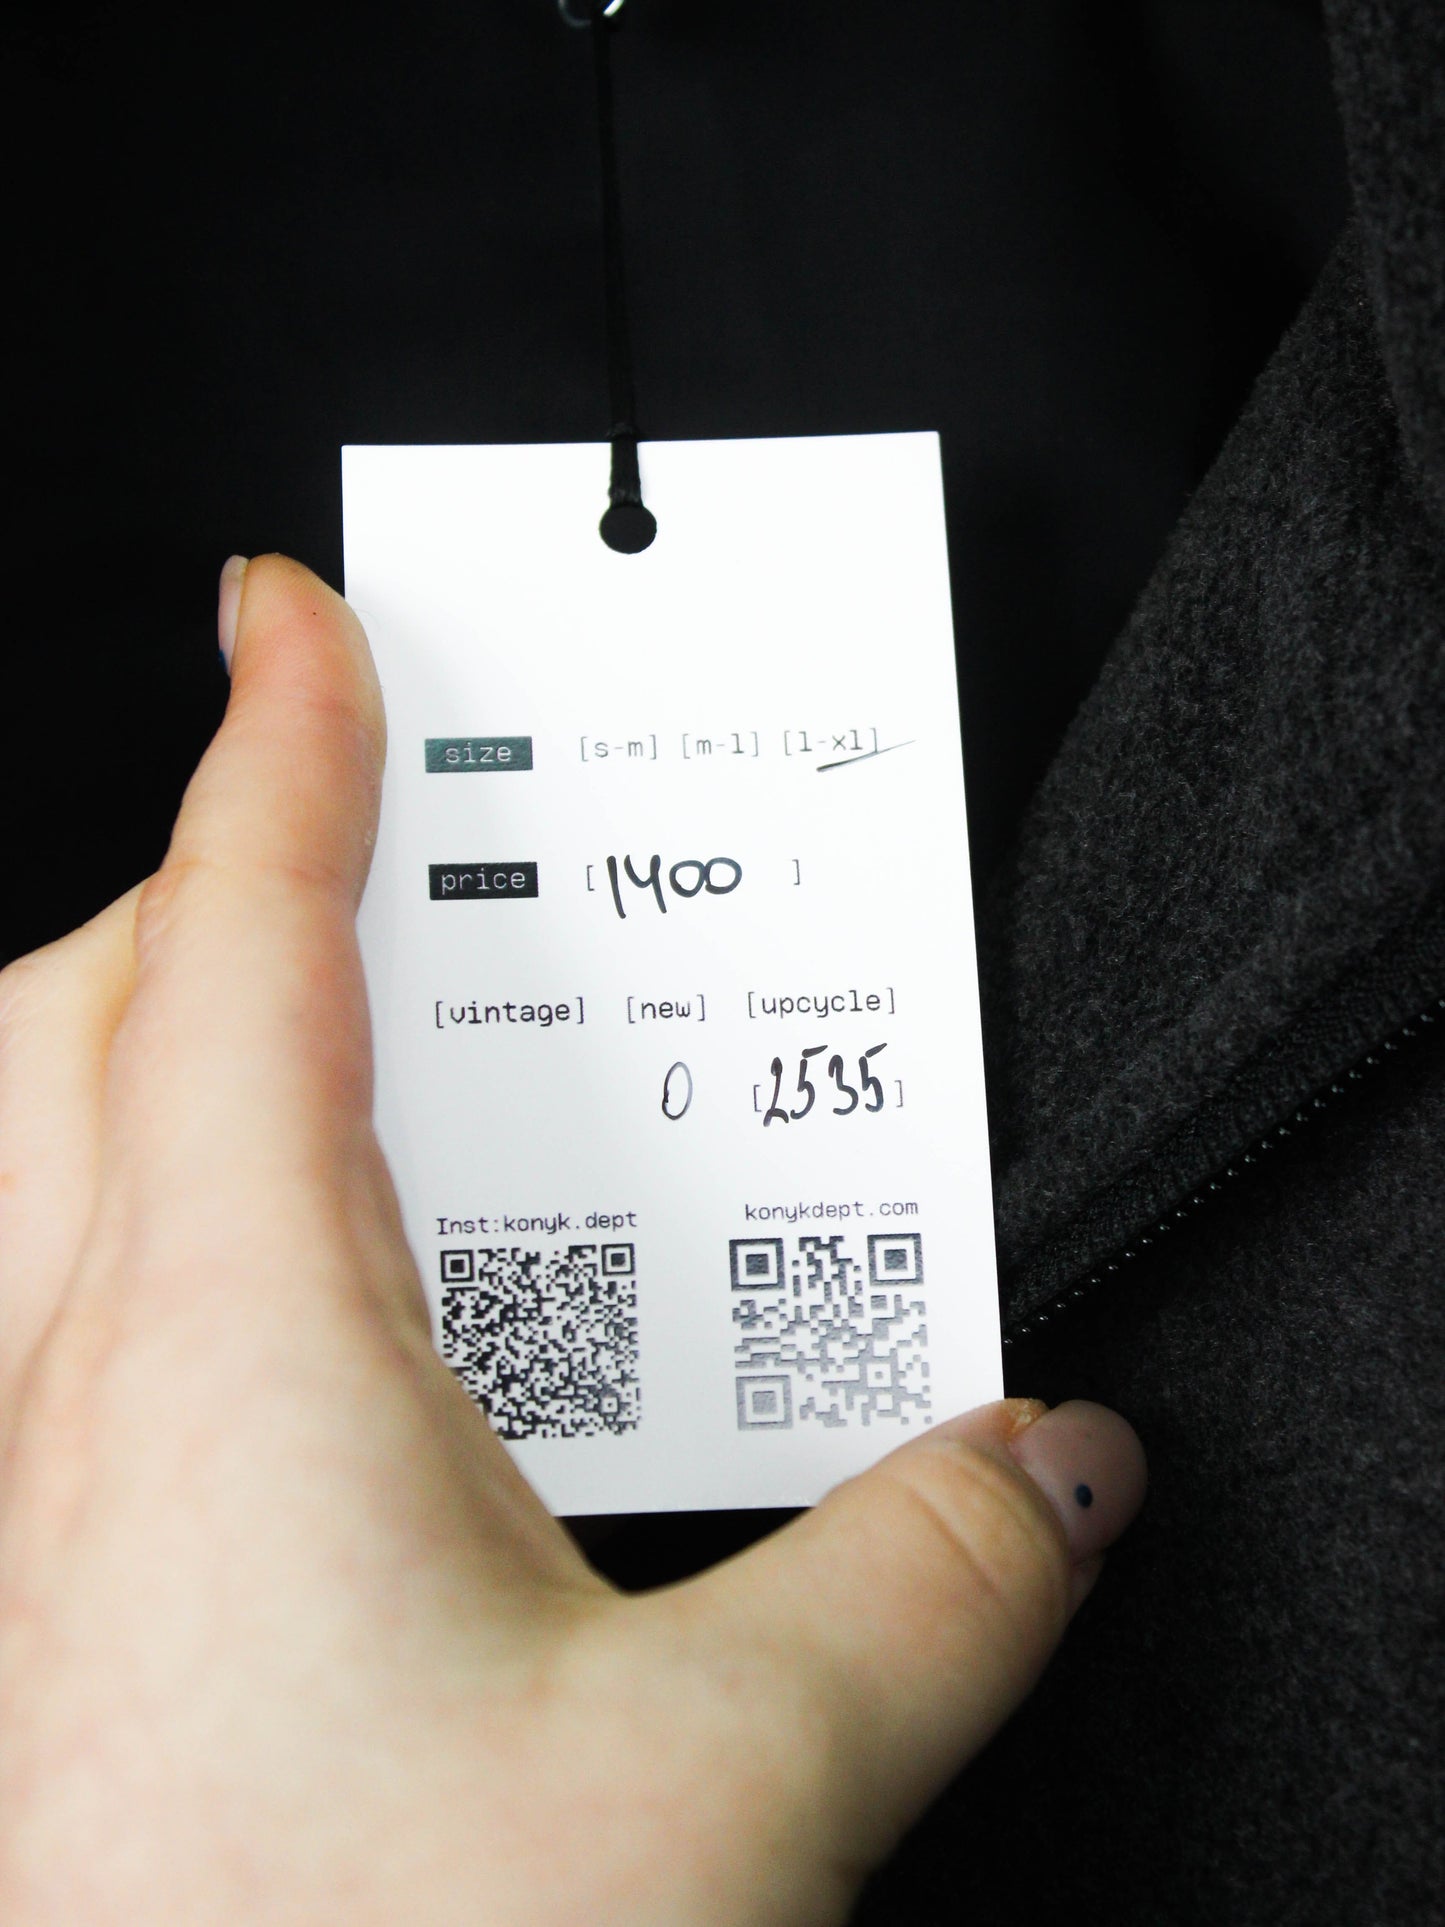 size [s-m] [m-l] [l-xl]
price [1400 ]
[vintage] [new] [upcycle]
0 [2535]
Inst:konyk.dept konykdept.com